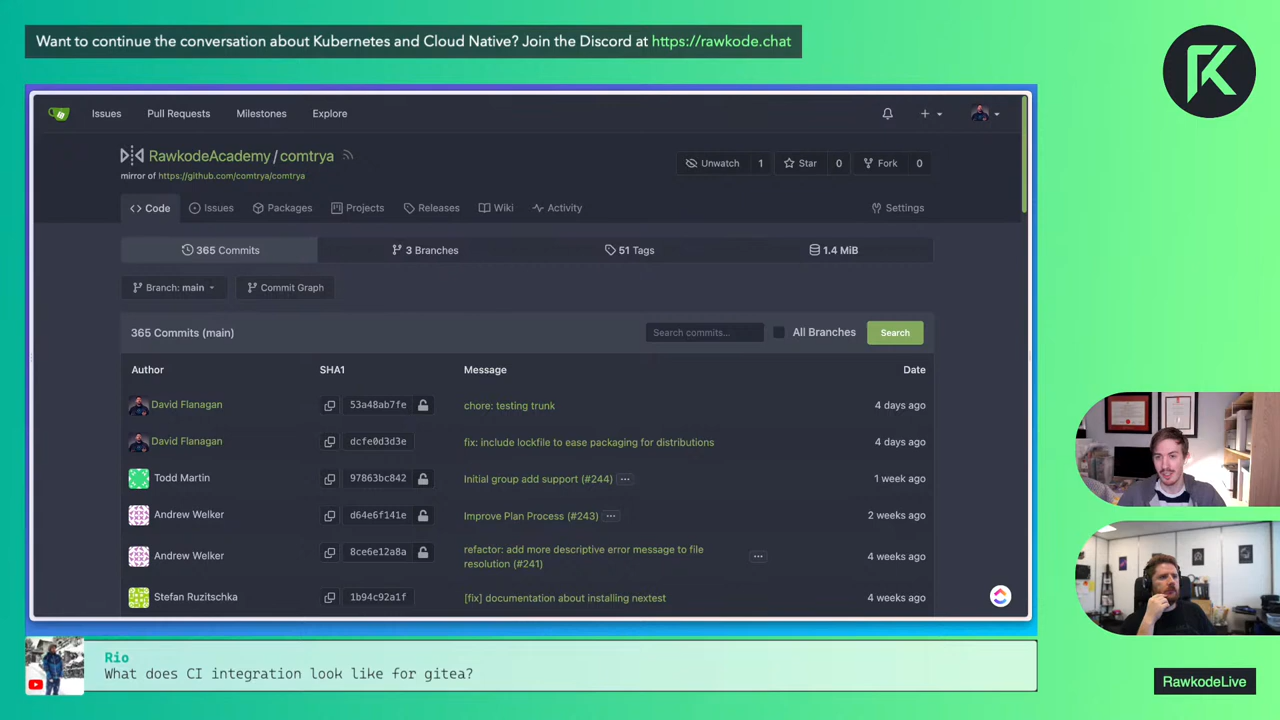 Want to continue the conversation about Kubernetes and Cloud Native? Join the Discord at https://rawkode.chat
Issues Pull Requests Milestones Explore
RawkodeAcademy / comtrya
mirror of https://github.com/comtrya/comtrya
Unwatch 1 Star 0 Fork 0
Code Issues Packages Projects Releases Wiki Activity Settings
365 Commits 3 Branches 51 Tags 1.4 MiB
Branch: main Commit Graph
365 Commits (main) Search commits... All Branches Search
Author SHA1 Message Date
David Flanagan 53a48ab7fe chore: testing trunk 4 days ago
David Flanagan dcfe0d3d3e fix: include lockfile to ease packaging for distributions 4 days ago
Todd Martin 97863bc842 Initial group add support (#244) ... 1 week ago
Andrew Welker d64e6f141e Improve Plan Process (#243) ... 2 weeks ago
Andrew Welker 8ce6e12a8a refactor: add more descriptive error message to file resolution (#241) ... 4 weeks ago
Stefan Ruzitschka 1b94c92a1f [fix] documentation about installing nextest 4 weeks ago
Rio
What does CI integration look like for gitea?
RawkodeLive